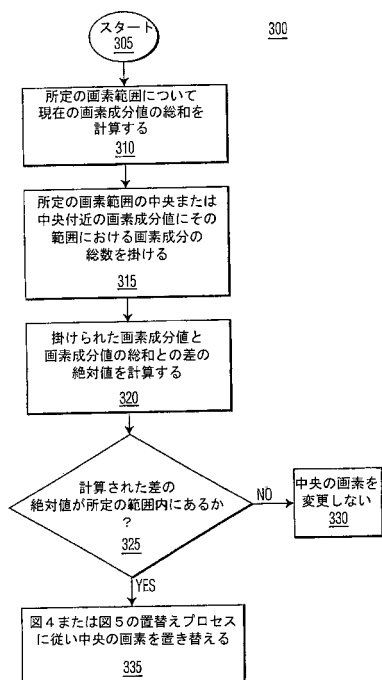 300
スタート
305
所定の画素範囲について
現在の画素成分値の総和を
計算する
310
所定の画素範囲の中央または
中央付近の画素成分値にその
範囲における画素成分の
総数を掛ける
315
掛けられた画素成分値と
画素成分値の総和との差の
絶対値を計算する
320
計算された差の
絶対値が所定の範囲内にあるか
?
325
NO
中央の画素を
変更しない
330
YES
図4または図5の置替えプロセス
に従い中央の画素を置き替える
335